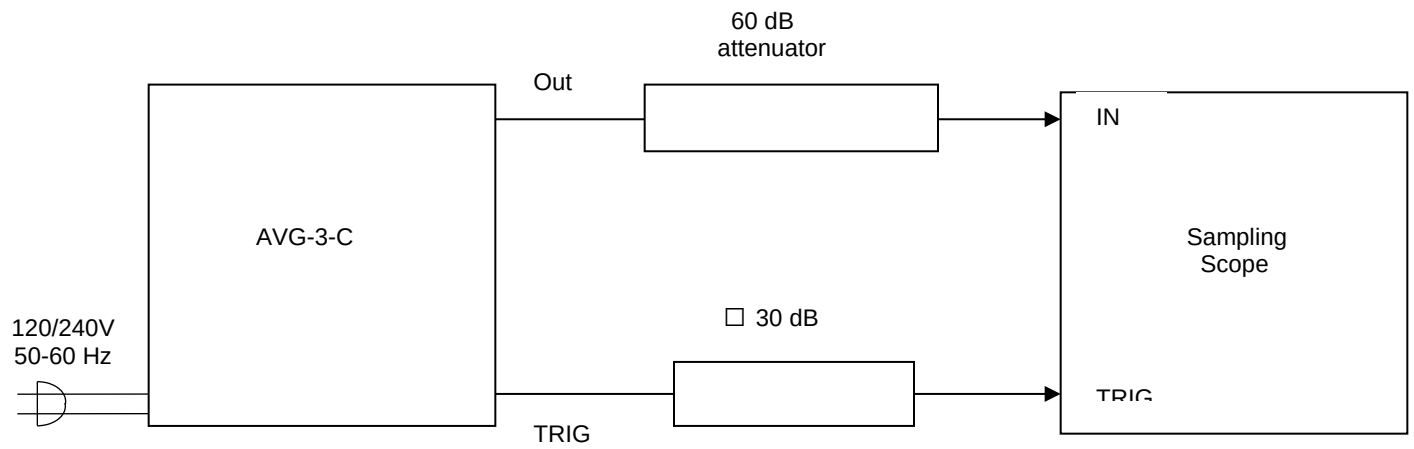 60 dB
attenuator
Out
IN
AVG-3-C
Sampling
Scope
120/240V
50-60 Hz
□ 30 dB
TRIG
TRIG